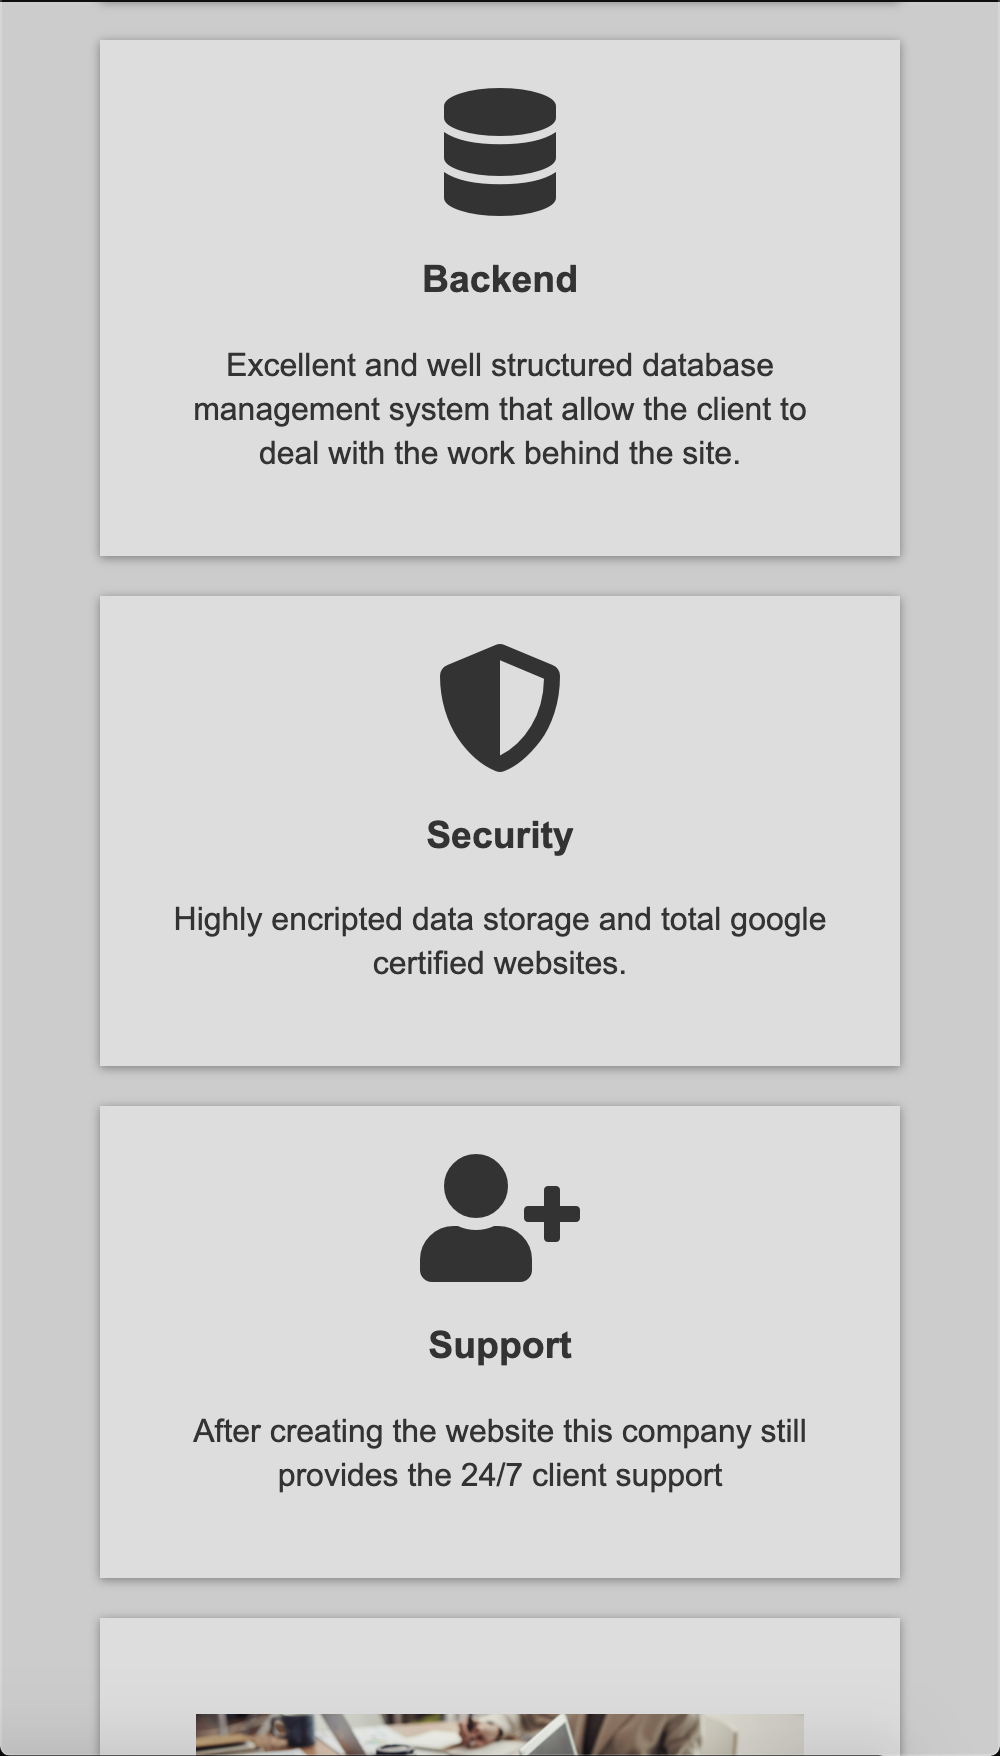 Backend
Excellent and well structured database
management system that allow the client to
deal with the work behind the site.
Security
Highly encripted data storage and total google
certified websites.
Support
After creating the website this company still
provides the 24/7 client support